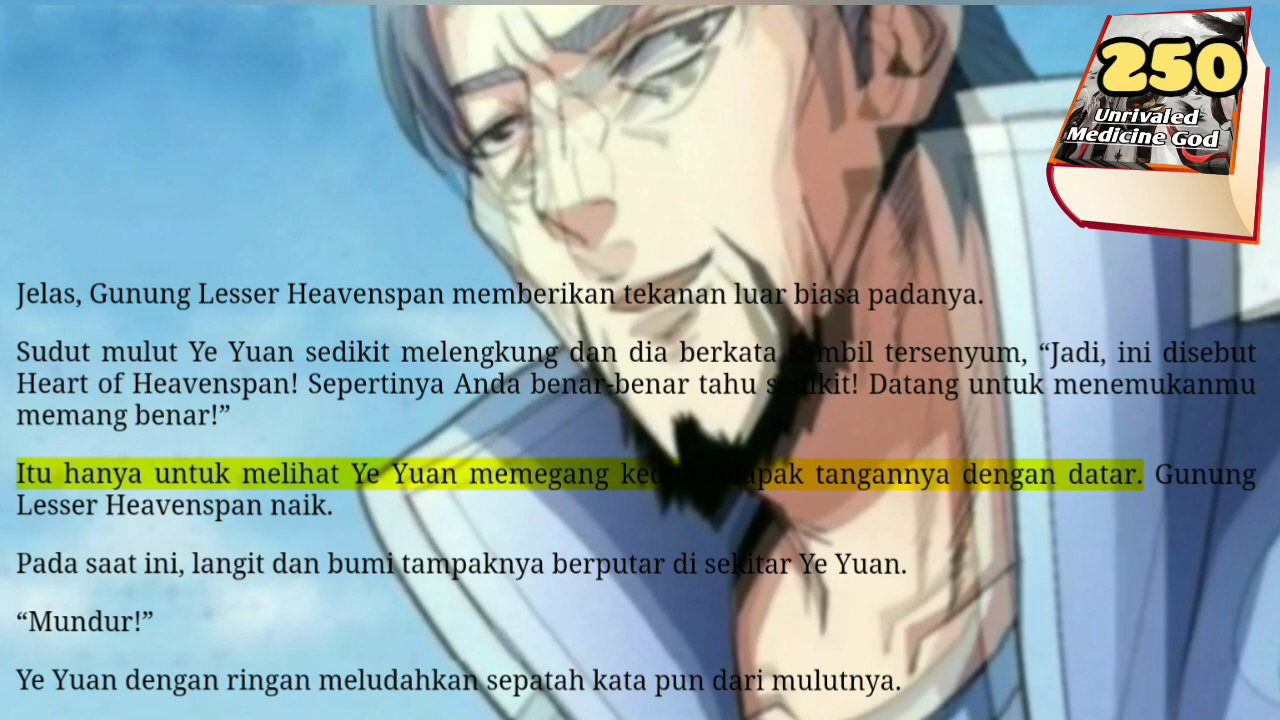 250
Unrivaled
Medicine God
Jelas, Gunung Lesser Heavenspan memberikan tekanan luar biasa padanya.
Sudut mulut Ye Yuan sedikit melengkung dan dia berkata sambil tersenyum, “Jadi, ini disebut
Heart of Heavenspan! Sepertinya Anda benar-benar tahu sedikit! Datang untuk menemukanmu
memang benar!”
Itu hanya untuk melihat Ye Yuan memegang kedua telapak tangannya dengan datar. Gunung
Lesser Heavenspan naik.
Pada saat ini, langit dan bumi tampaknya berputar di sekitar Ye Yuan.
“Mundur!”
Ye Yuan dengan ringan meludahkan sepatah kata pun dari mulutnya.